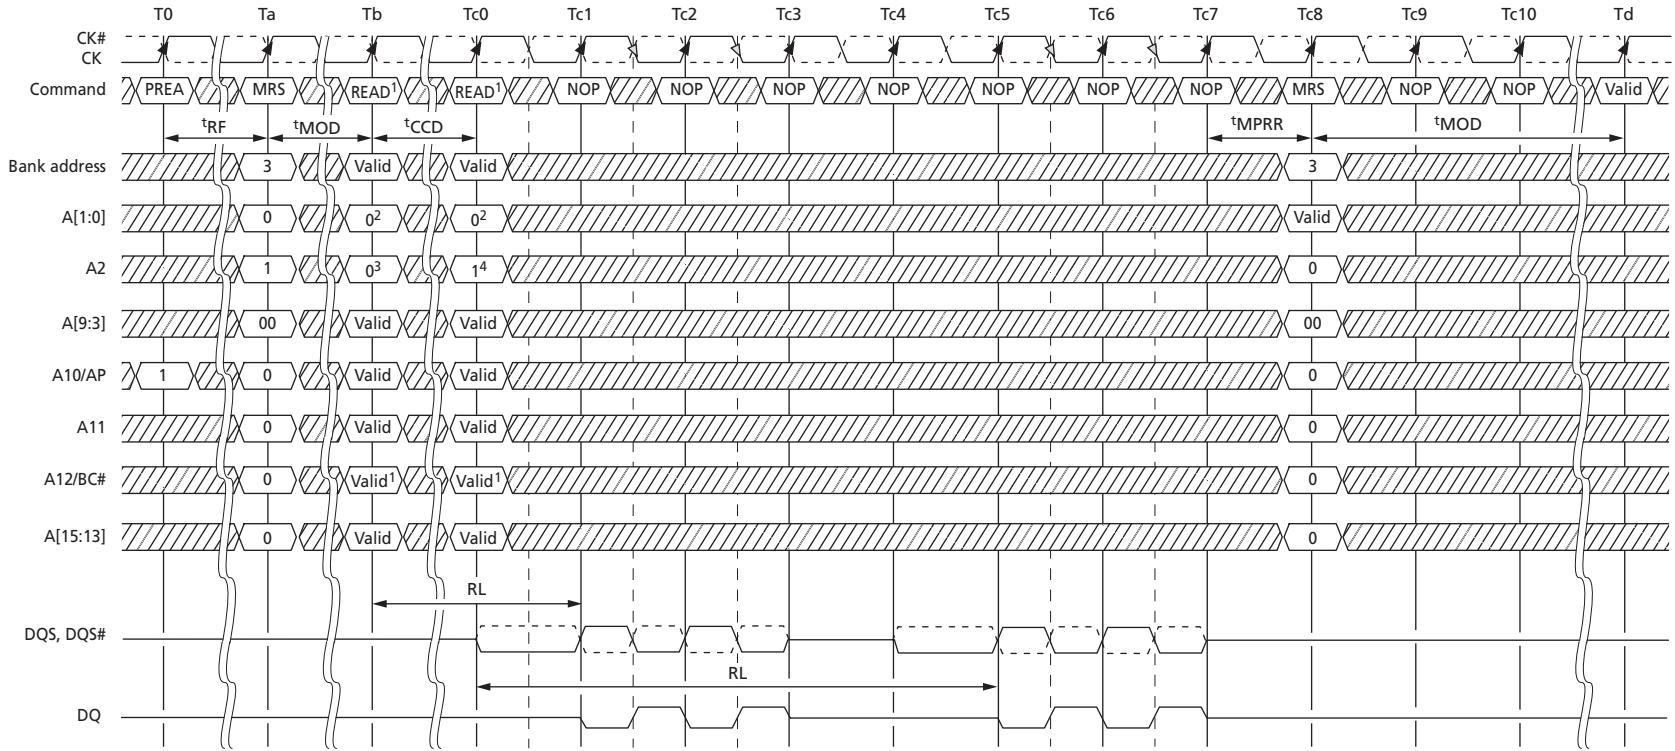 T0 Ta Tb Tc0 Tc1 Tc2 Tc3 Tc4 Tc5 Tc6 Tc7 Tc8 Tc9 Tc10 Td
CK#
CK
Command PREA MRS READ¹ READ¹ NOP NOP NOP NOP NOP NOP NOP MRS NOP NOP Valid
ᵗRF ᵗMOD ᵗCCD ᵗMPRR ᵗMOD
Bank address 3 Valid Valid 3
A[1:0] 0 0² 0² Valid
A2 1 0³ 1⁴ 0
A[9:3] 00 Valid Valid 00
A10/AP 1 0 Valid Valid 0
A11 0 Valid Valid 0
A12/BC# 0 Valid¹ Valid¹ 0
A[15:13] 0 Valid Valid 0
RL
DQS, DQS#
RL
DQ